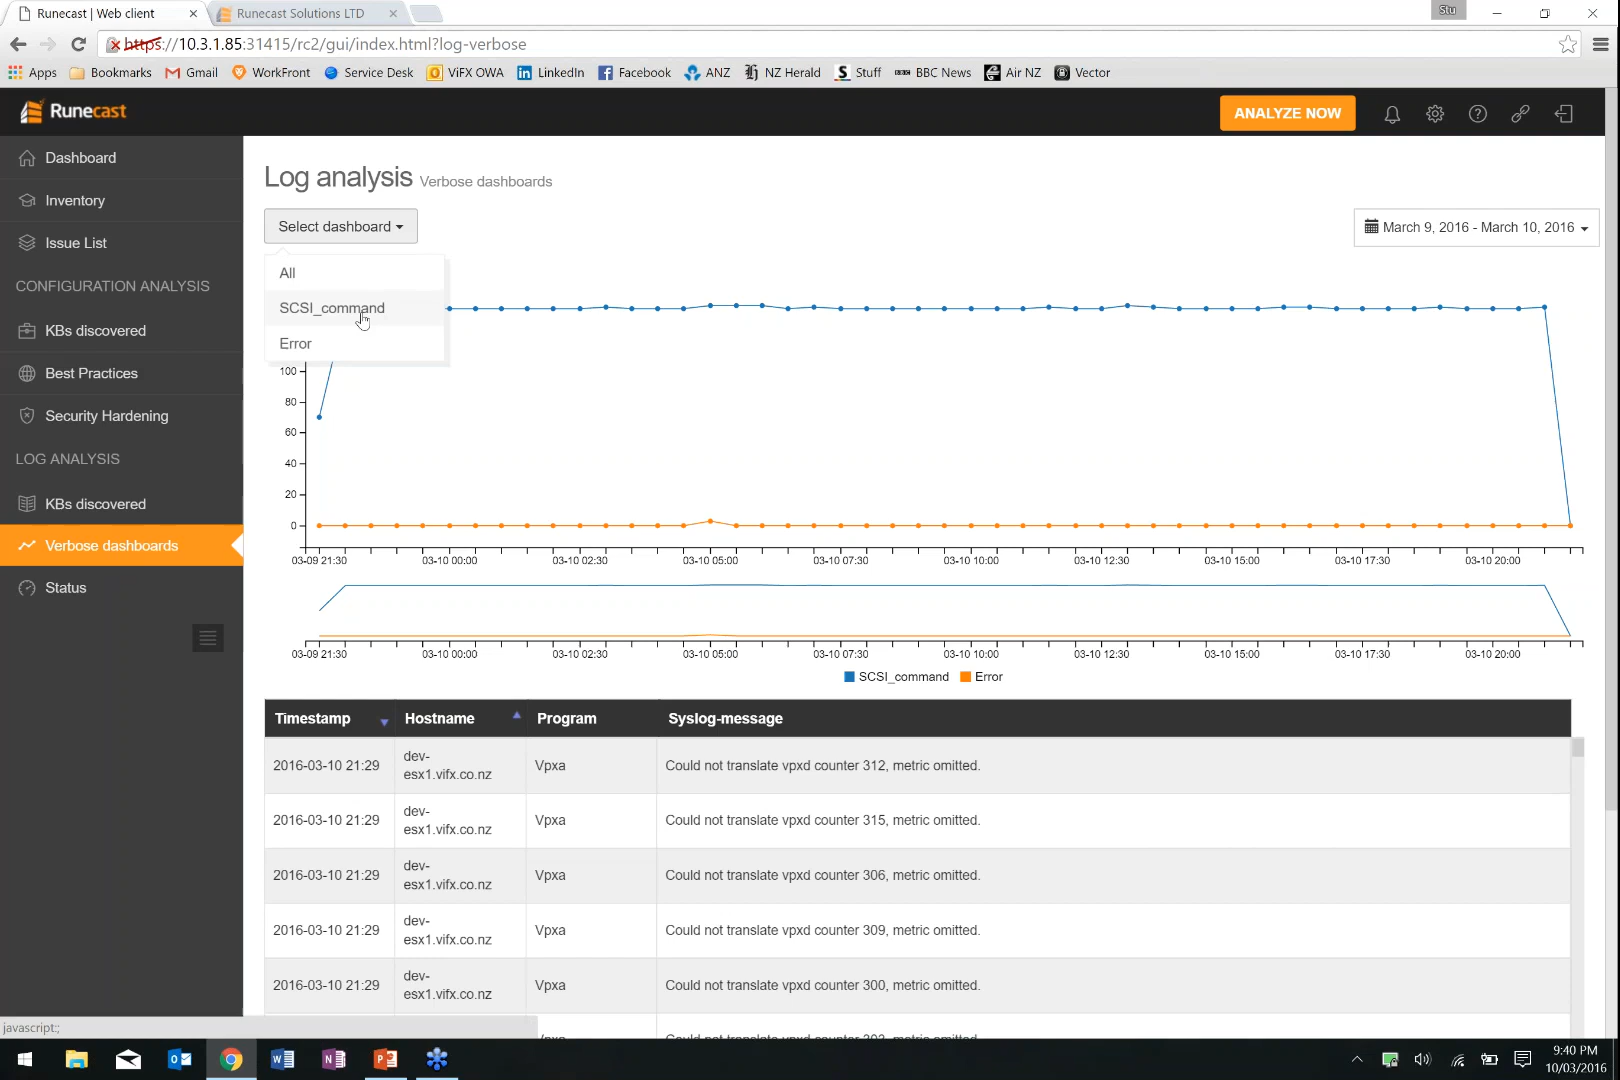 Runecast | Web client
Runecast Solutions LTD
Stu
https://10.3.1.85:31415/rc2/gui/index.html?log-verbose
Apps Bookmarks Gmail WorkFront Service Desk ViFX OWA LinkedIn Facebook ANZ NZ Herald Stuff BBC News Air NZ Vector
Runecast
ANALYZE NOW
Dashboard
Inventory
Issue List
CONFIGURATION ANALYSIS
KBs discovered
Best Practices
Security Hardening
LOG ANALYSIS
KBs discovered
Verbose dashboards
Status
Log analysis Verbose dashboards
Select dashboard
March 9, 2016 - March 10, 2016
All
SCSI_command
Error
100
80
60
40
20
0
03-09 21:30 03-10 00:00 03-10 02:30 03-10 05:00 03-10 07:30 03-10 10:00 03-10 12:30 03-10 15:00 03-10 17:30 03-10 20:00
03-09 21:30 03-10 00:00 03-10 02:30 03-10 05:00 03-10 07:30 03-10 10:00 03-10 12:30 03-10 15:00 03-10 17:30 03-10 20:00
SCSI_command Error
Timestamp Hostname Program Syslog-message
2016-03-10 21:29 dev-esx1.vifx.co.nz Vpxa Could not translate vpxd counter 312, metric omitted.
2016-03-10 21:29 dev-esx1.vifx.co.nz Vpxa Could not translate vpxd counter 315, metric omitted.
2016-03-10 21:29 dev-esx1.vifx.co.nz Vpxa Could not translate vpxd counter 306, metric omitted.
2016-03-10 21:29 dev-esx1.vifx.co.nz Vpxa Could not translate vpxd counter 309, metric omitted.
2016-03-10 21:29 dev-esx1.vifx.co.nz Vpxa Could not translate vpxd counter 300, metric omitted.
javascript:;
9:40 PM
10/03/2016